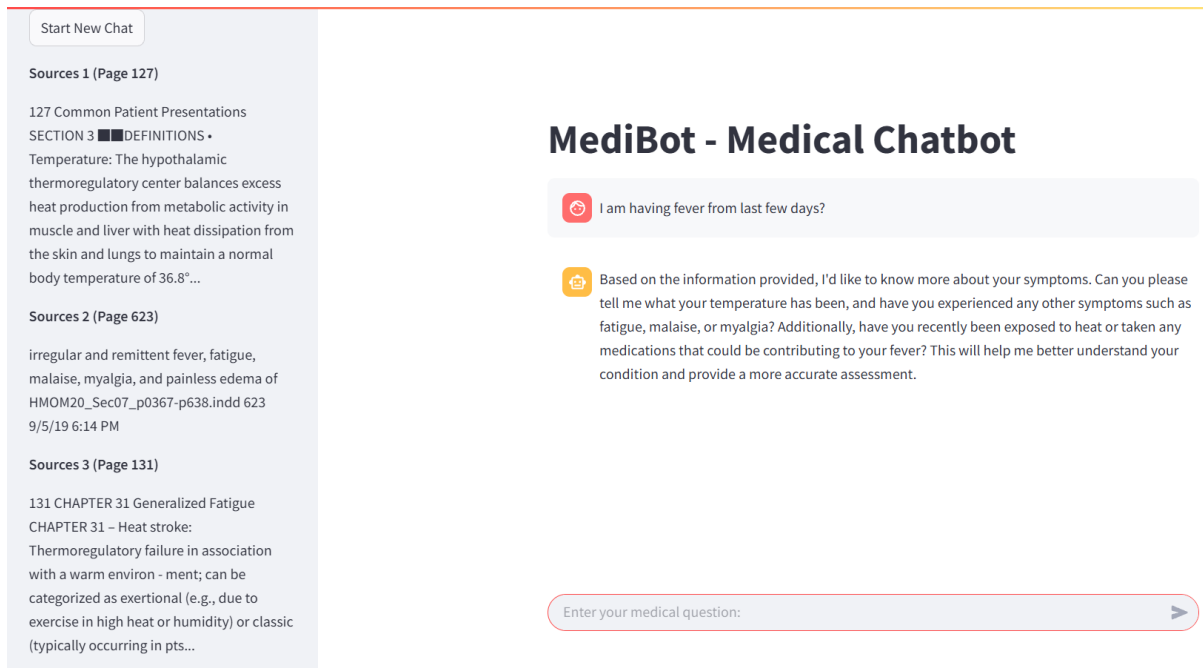 Start New Chat
Sources 1 (Page 127)
127 Common Patient Presentations
SECTION 3 ■■DEFINITIONS •
Temperature: The hypothalamic
thermoregulatory center balances excess
heat production from metabolic activity in
muscle and liver with heat dissipation from
the skin and lungs to maintain a normal
body temperature of 36.8°...
Sources 2 (Page 623)
irregular and remittent fever, fatigue,
malaise, myalgia, and painless edema of
HMOM20_Sec07_p0367-p638.indd 623
9/5/19 6:14 PM
Sources 3 (Page 131)
131 CHAPTER 31 Generalized Fatigue
CHAPTER 31 – Heat stroke:
Thermoregulatory failure in association
with a warm environ - ment; can be
categorized as exertional (e.g., due to
exercise in high heat or humidity) or classic
(typically occurring in pts...
MediBot - Medical Chatbot
I am having fever from last few days?
Based on the information provided, I'd like to know more about your symptoms. Can you please
tell me what your temperature has been, and have you experienced any other symptoms such as
fatigue, malaise, or myalgia? Additionally, have you recently been exposed to heat or taken any
medications that could be contributing to your fever? This will help me better understand your
condition and provide a more accurate assessment.
Enter your medical question: